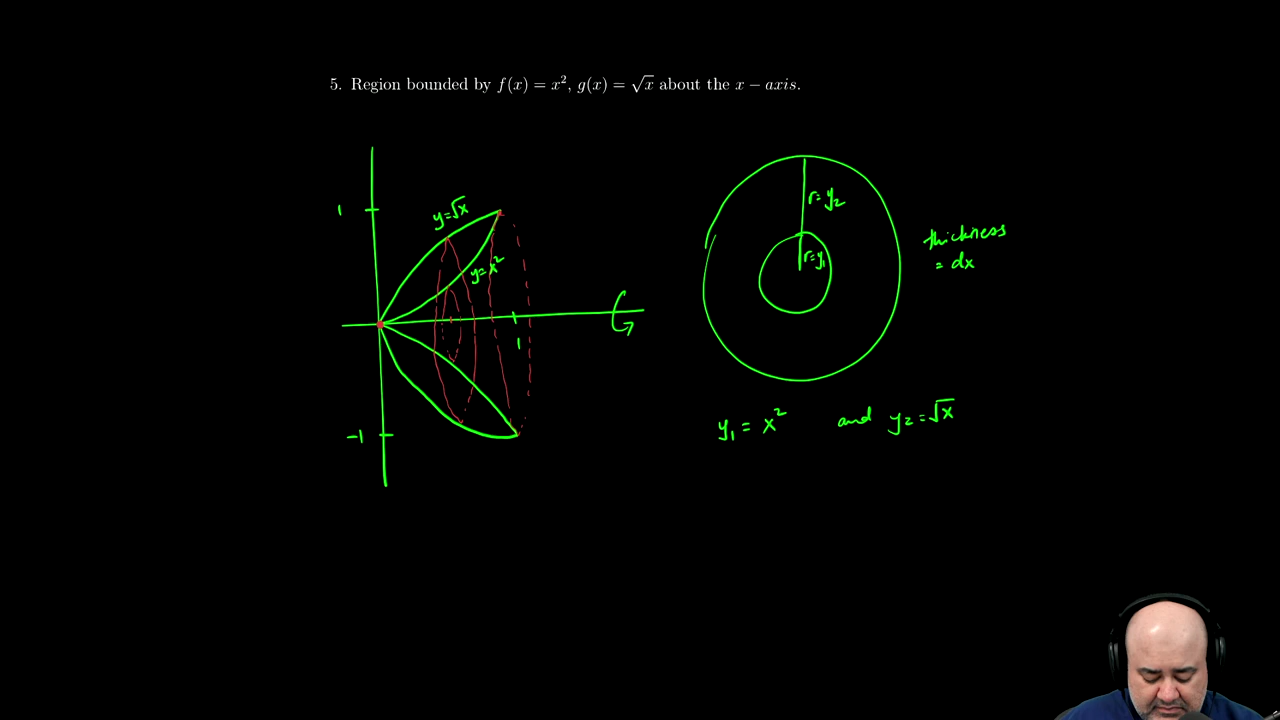 5. Region bounded by f(x) = x², g(x) = √x about the x − axis.
1
y=√x
y=x²
1
-1
r=y₂
r=y₁
thickness
= dx
y₁ = x² and y₂=√x